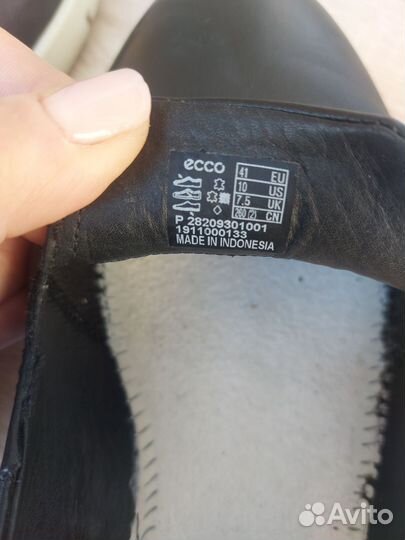 ecco
41 EU
10 US
7.5 UK
260 (2) CN
P 28209301001
1911000133
MADE IN INDONESIA
Avito